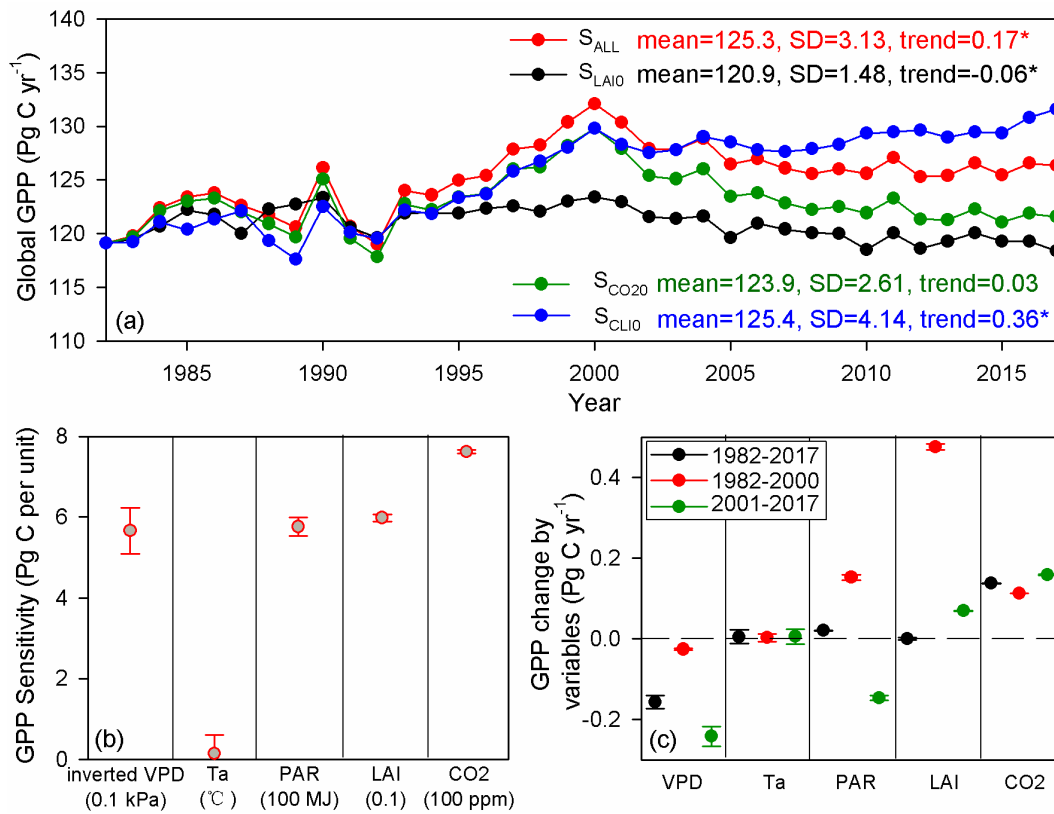 140
135
130
125
120
115
110
Global GPP (Pg C yr-1)
SALL mean=125.3, SD=3.13, trend=0.17*
SLAI0 mean=120.9, SD=1.48, trend=-0.06*
SCO20 mean=123.9, SD=2.61, trend=0.03
SCLI0 mean=125.4, SD=4.14, trend=0.36*
(a)
1985 1990 1995 2000 2005 2010 2015
Year
8
6
4
2
0
GPP Sensitivity (Pg C per unit)
(b)
inverted VPD Ta PAR LAI CO2
(0.1 kPa) (℃) (100 MJ) (0.1) (100 ppm)
GPP change by
variables (Pg C yr-1)
0.4
0.2
0.0
-0.2
1982-2017
1982-2000
2001-2017
(c)
VPD Ta PAR LAI CO2